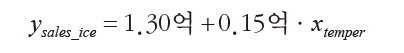 y_sales_ice = 1.30억 + 0.15억 · x_temper